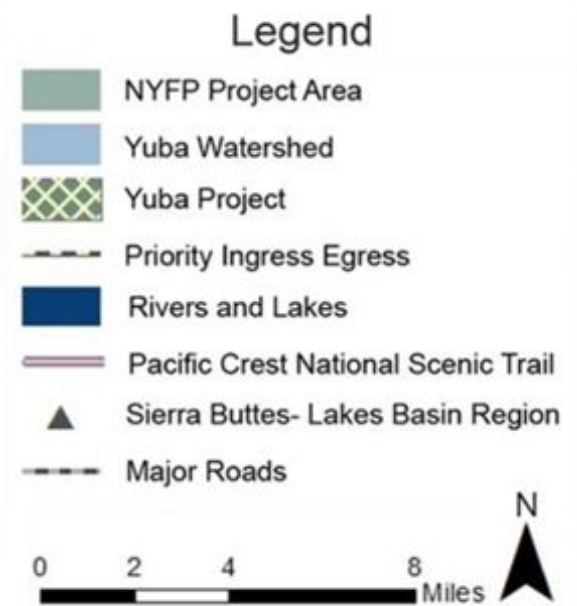 Legend
NYFP Project Area
Yuba Watershed
Yuba Project
Priority Ingress Egress
Rivers and Lakes
Pacific Crest National Scenic Trail
Sierra Buttes- Lakes Basin Region
Major Roads
N
0 2 4 8
Miles